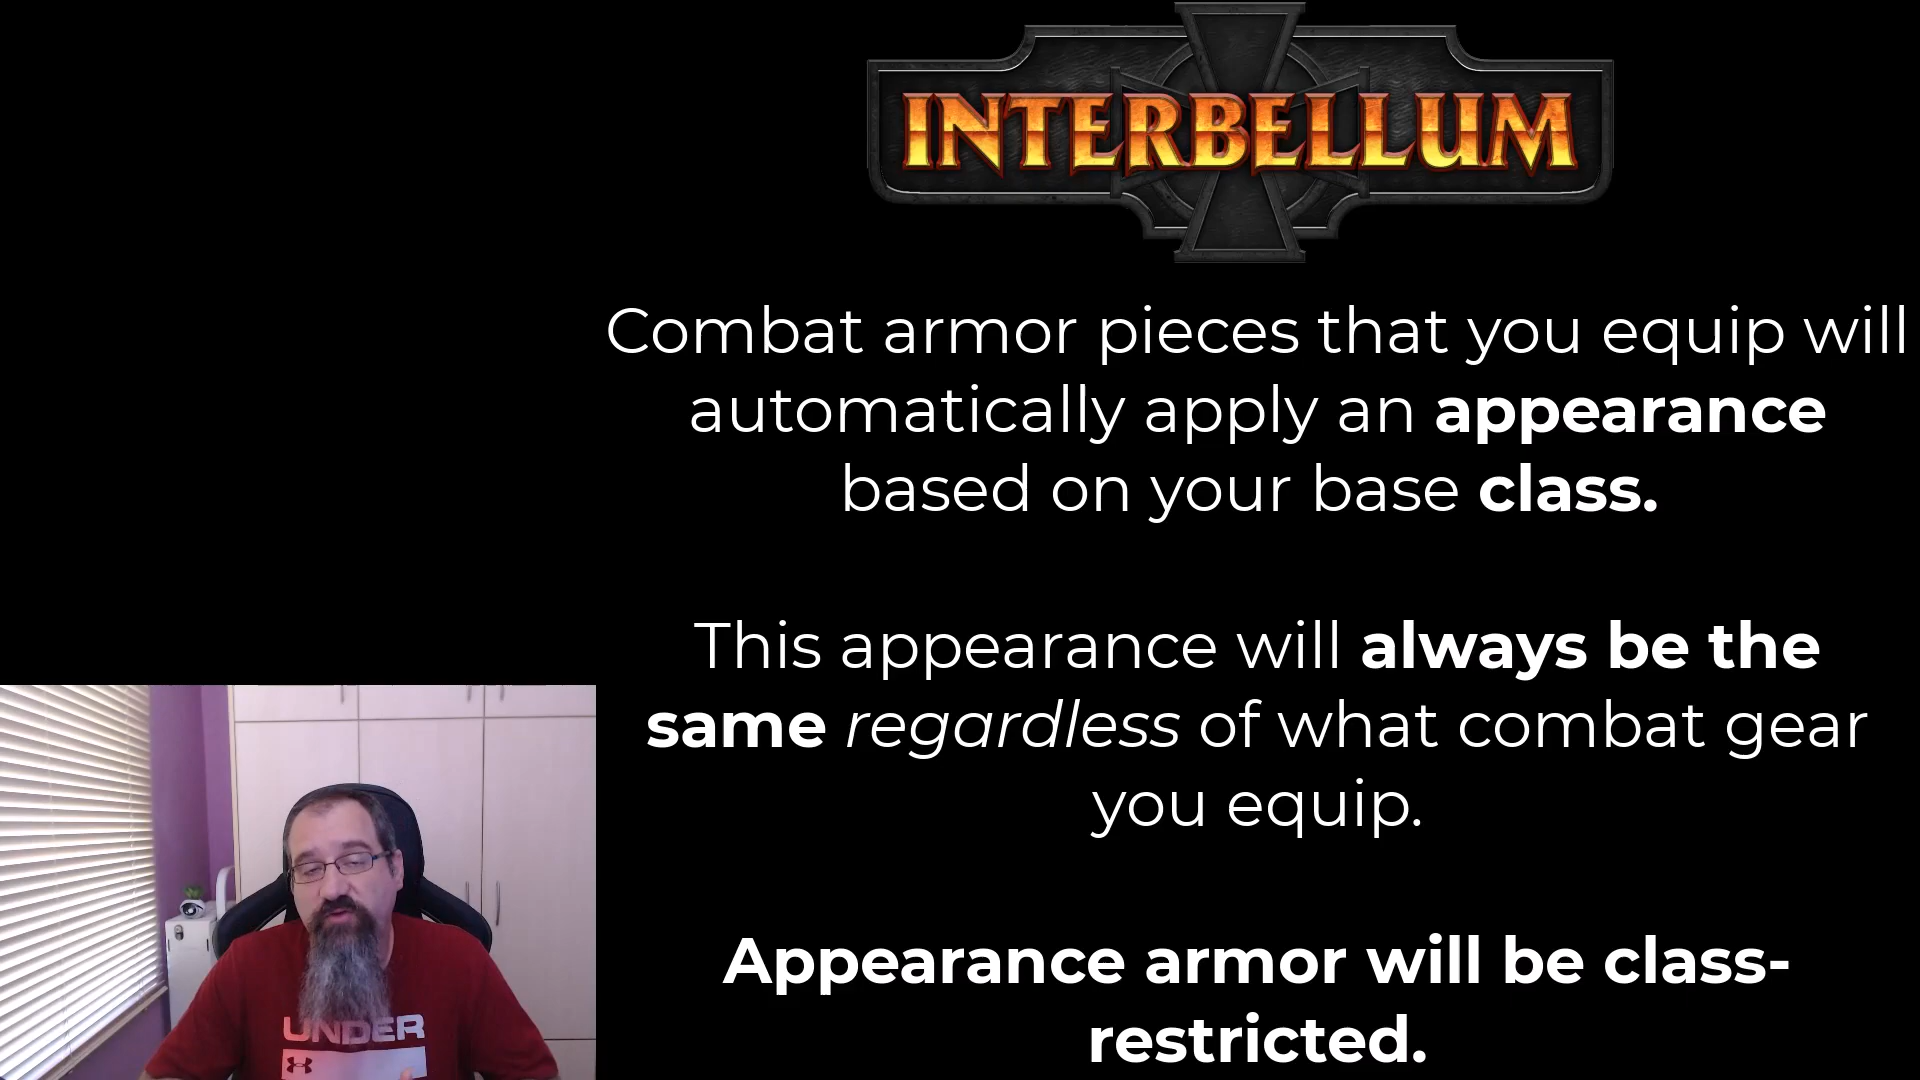 INTERBELLUM
Combat armor pieces that you equip will
automatically apply an appearance
based on your base class.
This appearance will always be the
same regardless of what combat gear
you equip.
Appearance armor will be class-
restricted.
UNDER